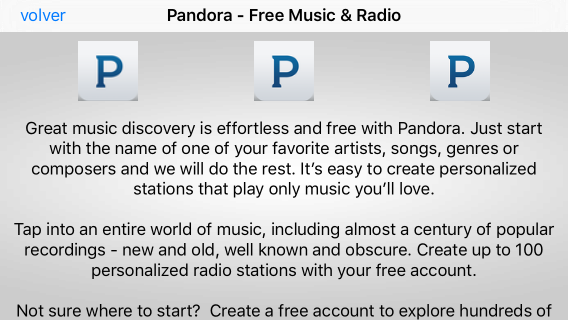 volver
Pandora - Free Music & Radio
P P P
Great music discovery is effortless and free with Pandora. Just start
with the name of one of your favorite artists, songs, genres or
composers and we will do the rest. It’s easy to create personalized
stations that play only music you’ll love.
Tap into an entire world of music, including almost a century of popular
recordings - new and old, well known and obscure. Create up to 100
personalized radio stations with your free account.
Not sure where to start?  Create a free account to explore hundreds of